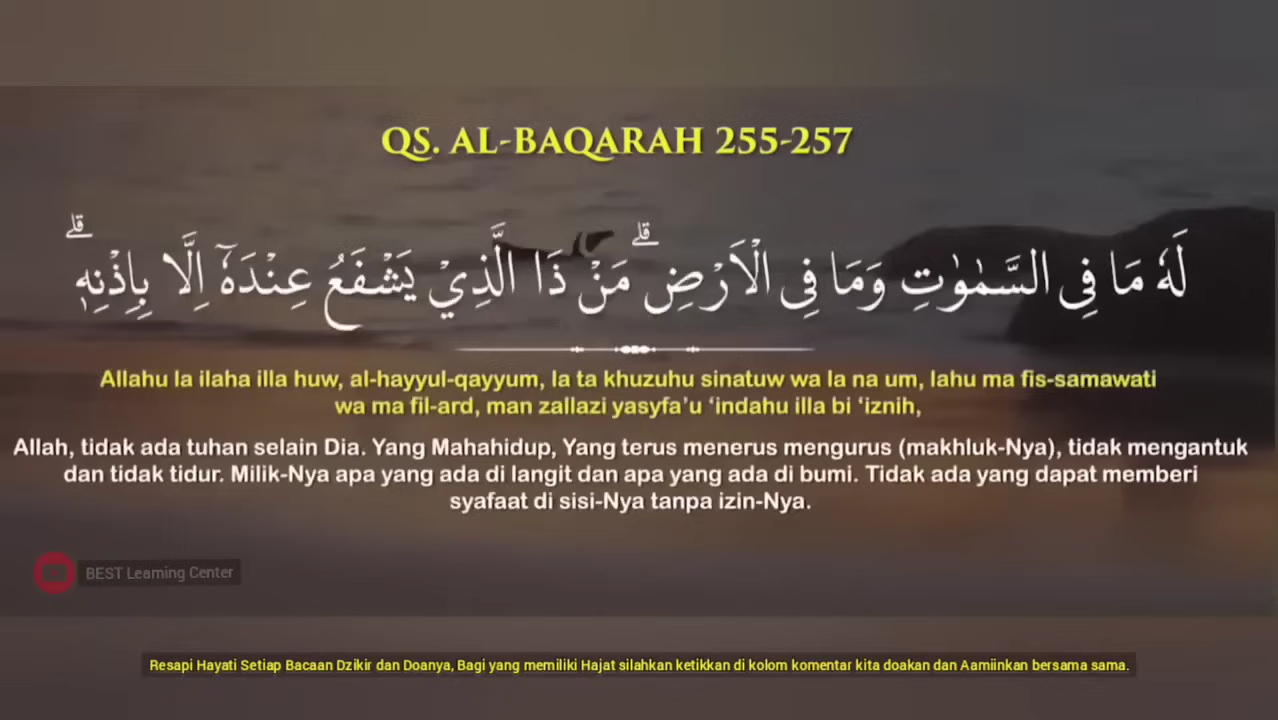 QS. AL-BAQARAH 255-257
لَهٗ مَا فِى السَّمٰوٰتِ وَمَا فِى الْاَرْضِۗ مَنْ ذَا الَّذِيْ يَشْفَعُ عِنْدَهٗٓ اِلَّا بِاِذْنِهٖۗ
Allahu la ilaha illa huw, al-hayyul-qayyum, la ta khuzuhu sinatuw wa la na um, lahu ma fis-samawati
wa ma fil-ard, man zallazi yasyfa’u ‘indahu illa bi ‘iznih,
Allah, tidak ada tuhan selain Dia. Yang Mahahidup, Yang terus menerus mengurus (makhluk-Nya), tidak mengantuk
dan tidak tidur. Milik-Nya apa yang ada di langit dan apa yang ada di bumi. Tidak ada yang dapat memberi
syafaat di sisi-Nya tanpa izin-Nya.
BEST Learning Center
Resapi Hayati Setiap Bacaan Dzikir dan Doanya, Bagi yang memiliki Hajat silahkan ketikkan di kolom komentar kita doakan dan Aamiinkan bersama sama.